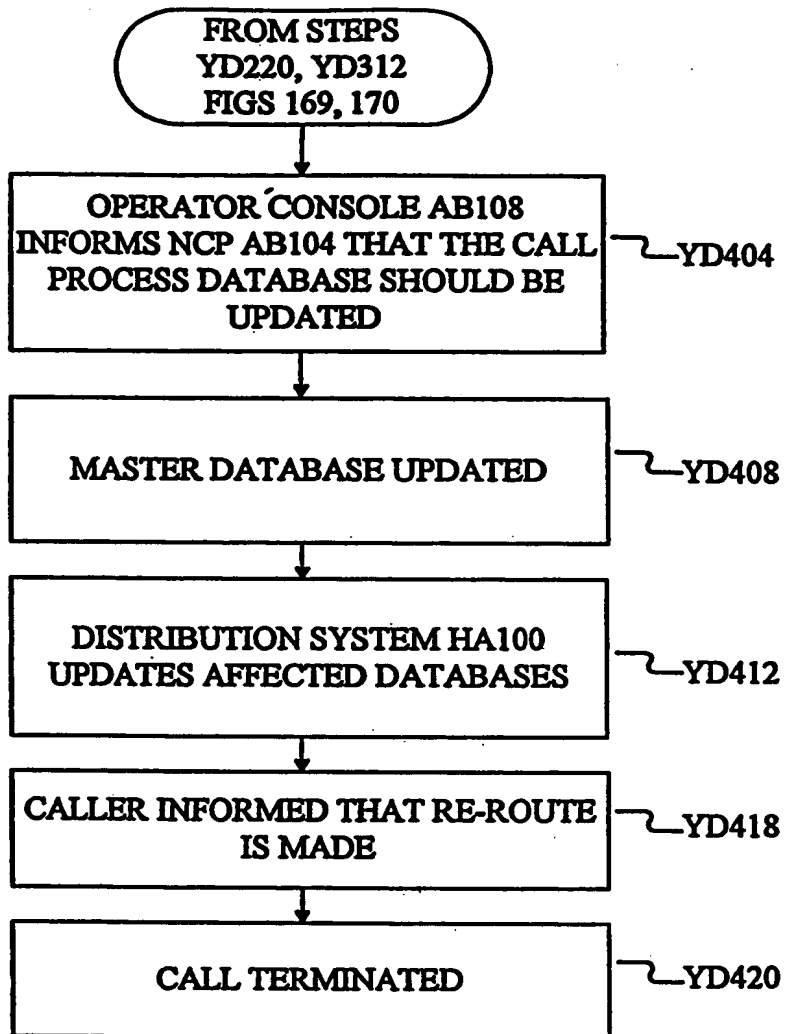 FROM STEPS
YD220, YD312
FIGS 169, 170
OPERATOR CONSOLE AB108
INFORMS NCP AB104 THAT THE CALL
PROCESS DATABASE SHOULD BE
UPDATED
YD404
MASTER DATABASE UPDATED
YD408
DISTRIBUTION SYSTEM HA100
UPDATES AFFECTED DATABASES
YD412
CALLER INFORMED THAT RE-ROUTE
IS MADE
YD418
CALL TERMINATED
YD420